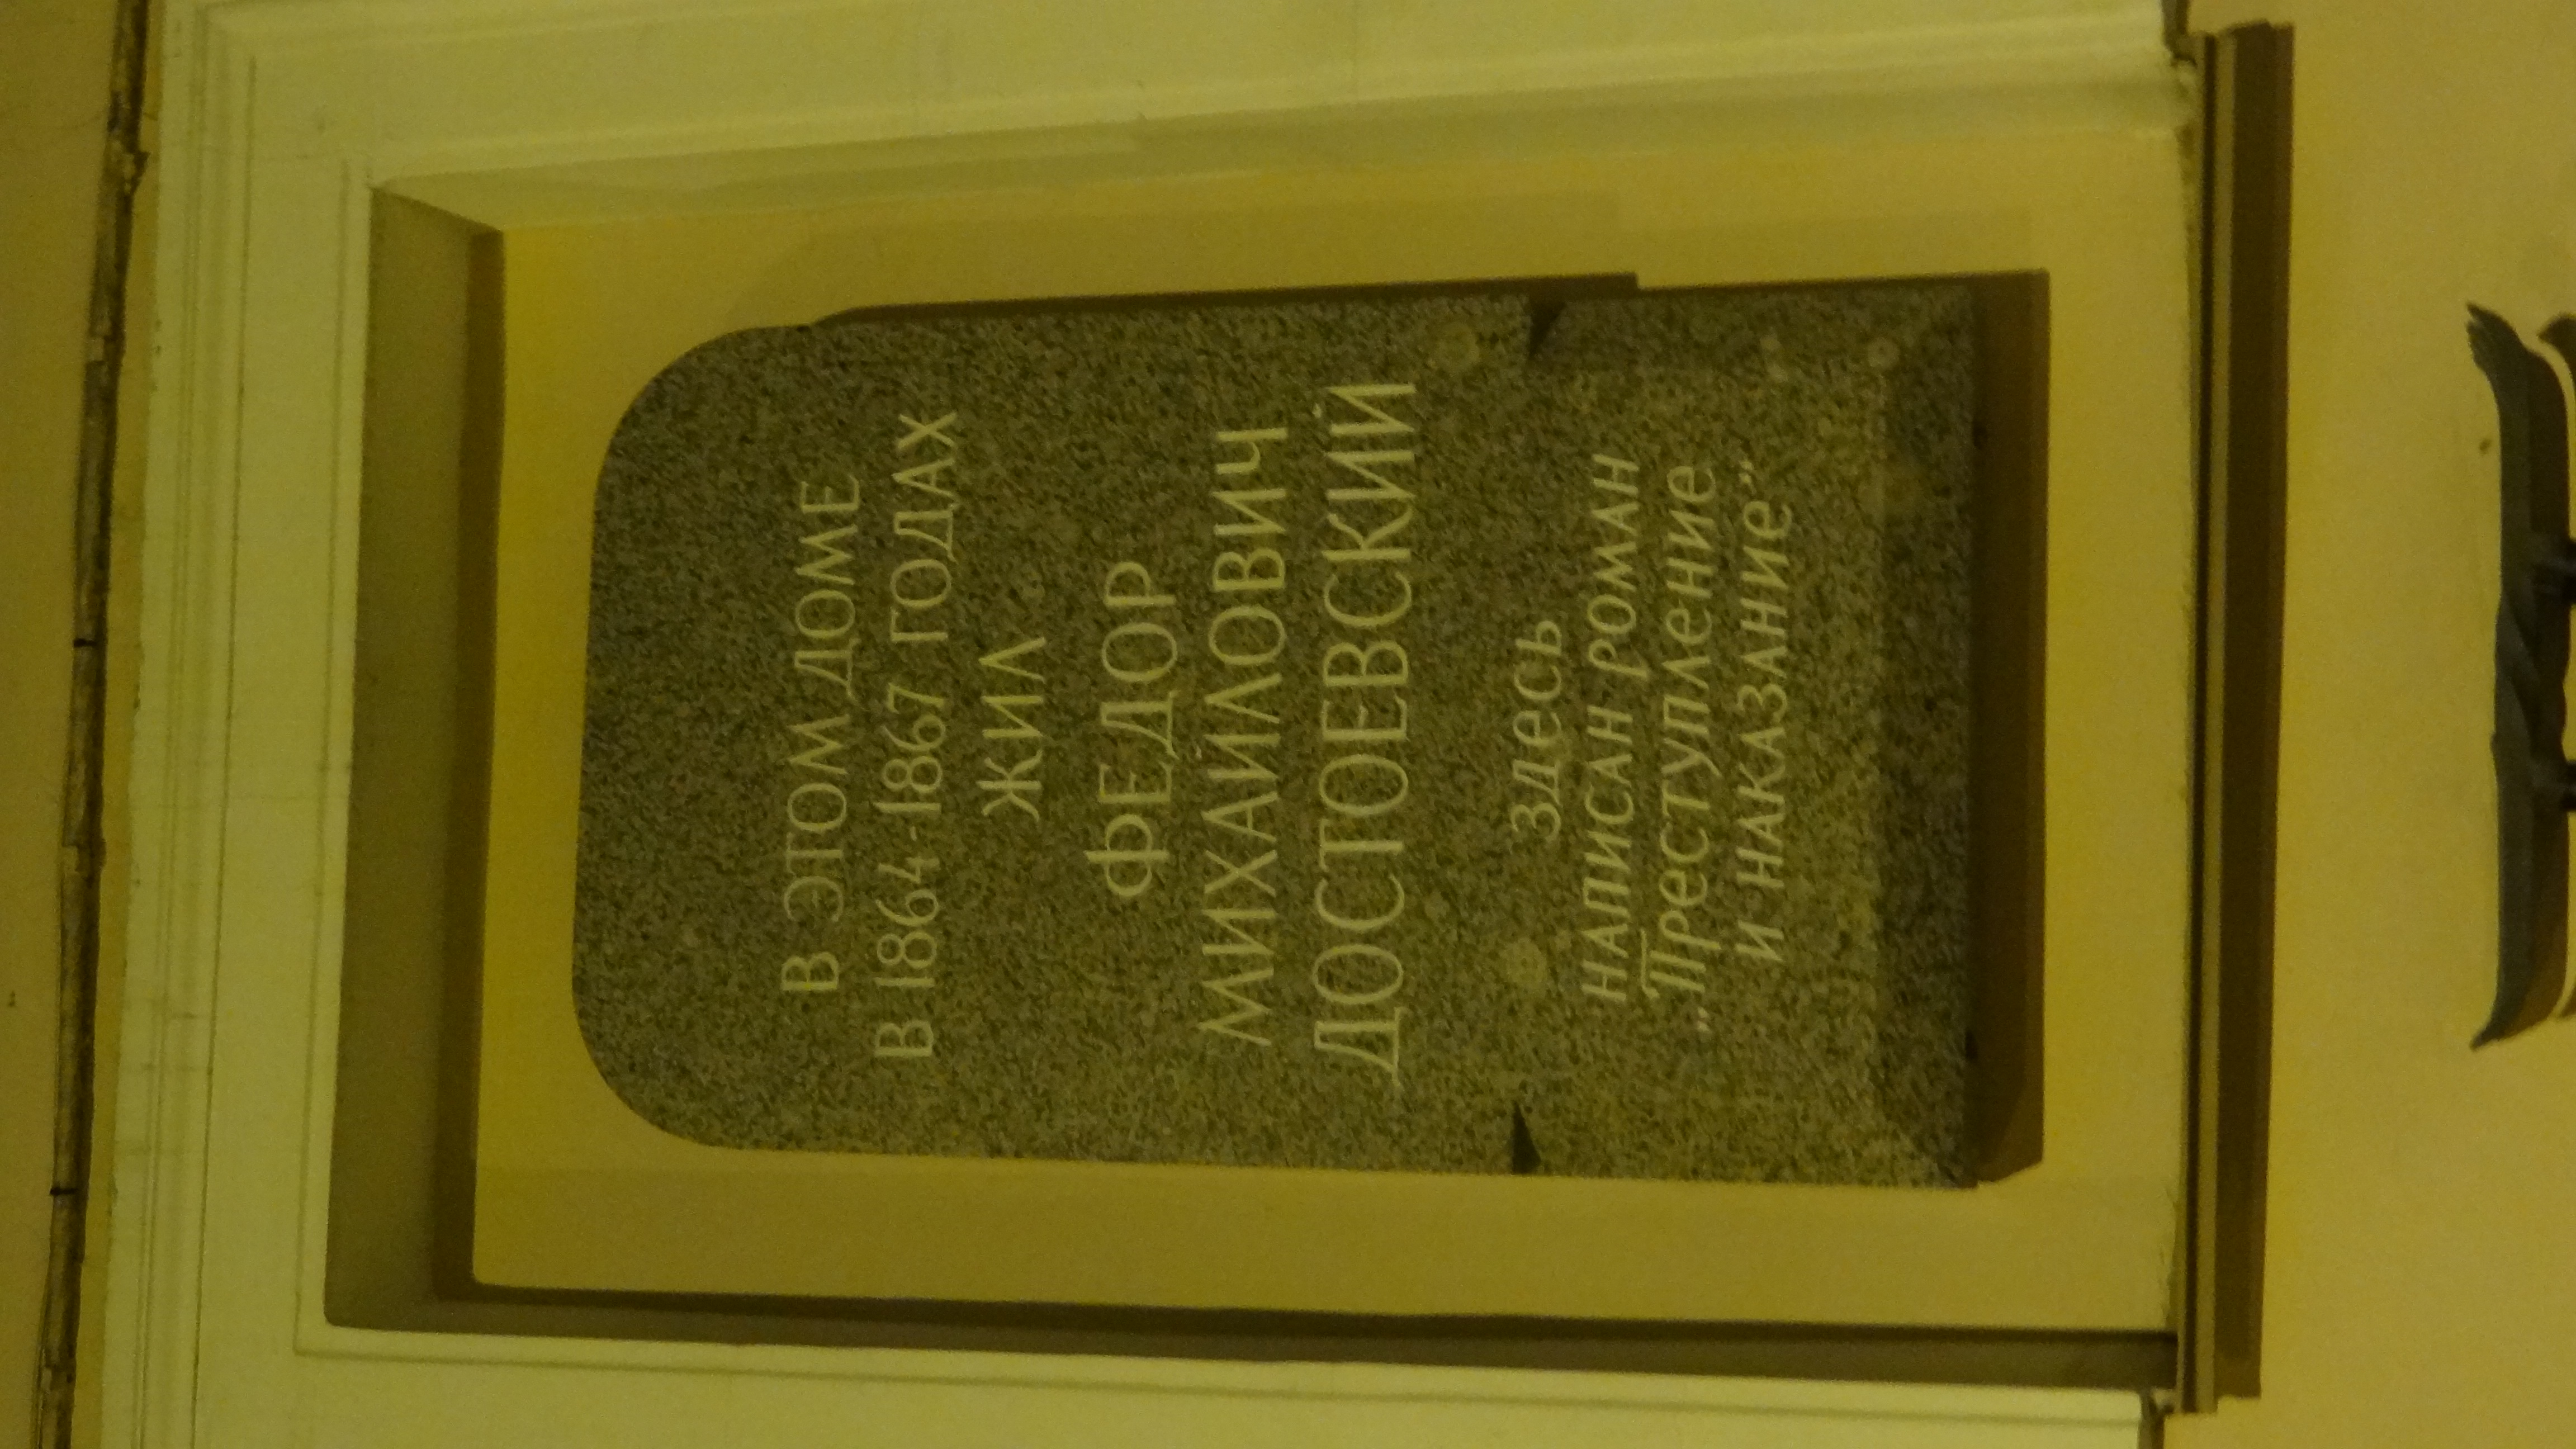 В ЭТОМ ДОМЕ
В 1864-1867 ГОДАХ
ЖИЛ
ФЕДОР
МИХАЙЛОВИЧ
ДОСТОЕВСКИЙ
здесь
написан роман
„Преступление
и наказание“